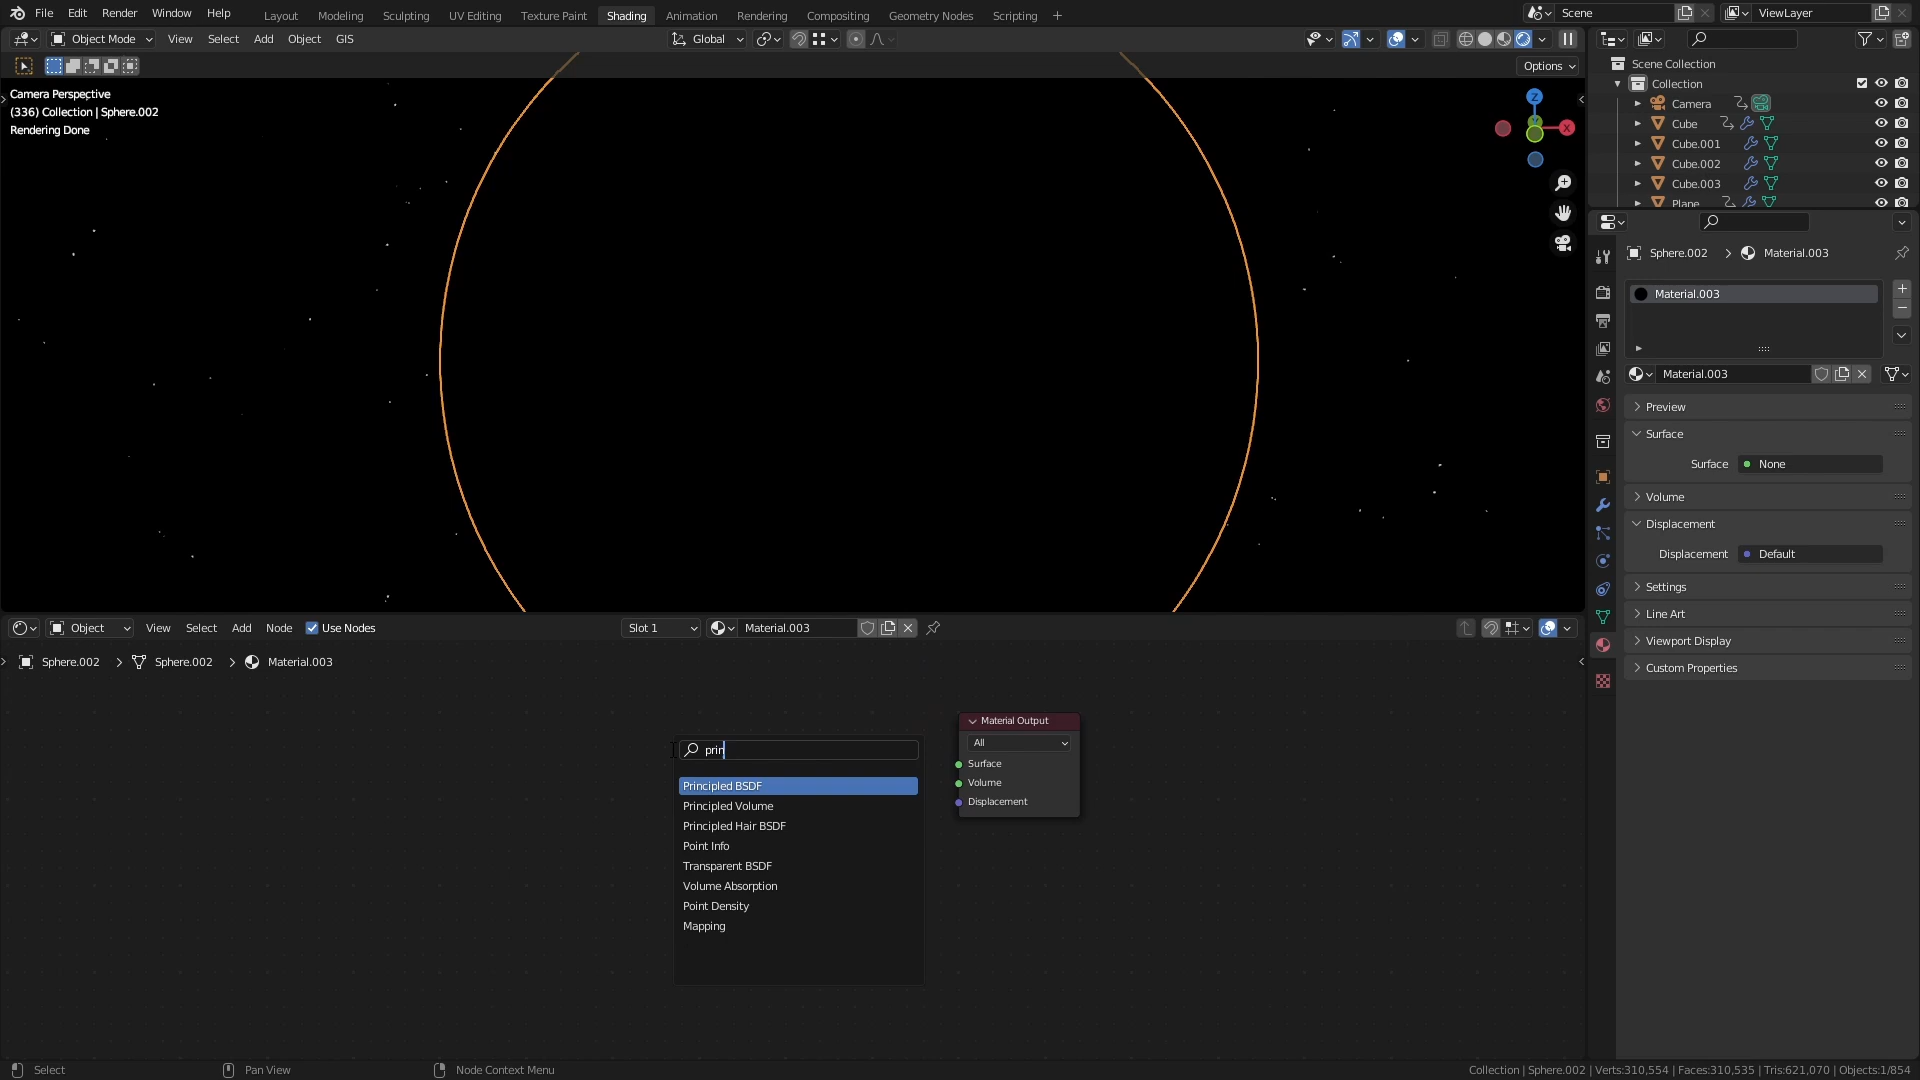 File Edit Render Window Help Layout Modeling Sculpting UV Editing Texture Paint Shading Animation Rendering Compositing Geometry Nodes Scripting + Scene ViewLayer
Object Mode View Select Add Object GIS Global
Options
Camera Perspective
(336) Collection | Sphere.002
Rendering Done
Z
X
Scene Collection
Collection
Camera
Cube
Cube.001
Cube.002
Cube.003
Plane
Sphere.002 > Material.003
Material.003
Material.003
Preview
Surface
Surface None
Volume
Displacement
Displacement Default
Settings
Line Art
Viewport Display
Custom Properties
Object View Select Add Node Use Nodes Slot 1 Material.003
Sphere.002 > Sphere.002 > Material.003
Material Output
All
Surface
Volume
Displacement
prin
Principled BSDF
Principled Volume
Principled Hair BSDF
Point Info
Transparent BSDF
Volume Absorption
Point Density
Mapping
Select Pan View Node Context Menu Collection | Sphere.002 | Verts:310,554 | Faces:310,535 | Tris:621,070 | Objects:1/854